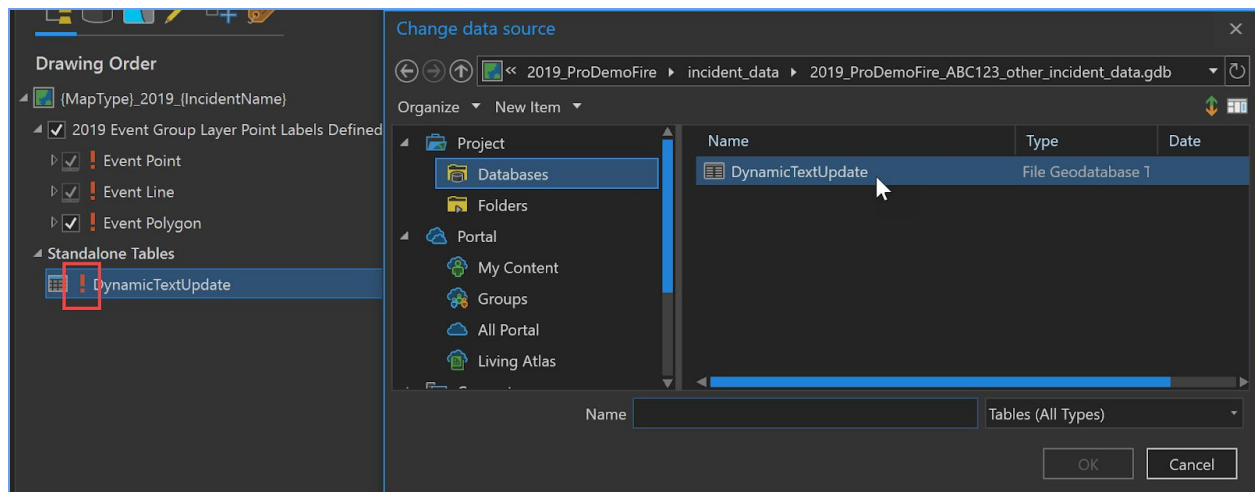 Drawing Order
{MapType}_2019_{IncidentName}
2019 Event Group Layer Point Labels Defined
Event Point
Event Line
Event Polygon
Standalone Tables
DynamicTextUpdate
Change data source
« 2019_ProDemoFire incident_data 2019_ProDemoFire_ABC123_other_incident_data.gdb
Organize New Item
Project
Databases
Folders
Portal
My Content
Groups
All Portal
Living Atlas
Name Type Date
DynamicTextUpdate File Geodatabase T
Name Tables (All Types)
OK Cancel